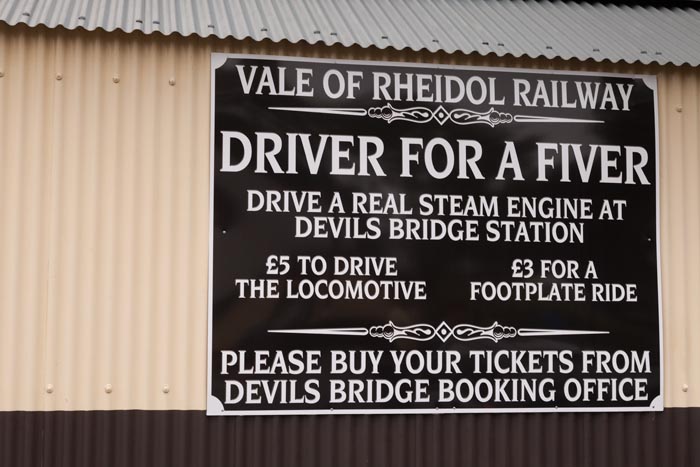 VALE OF RHEIDOL RAILWAY
DRIVER FOR A FIVER
DRIVE A REAL STEAM ENGINE AT
DEVILS BRIDGE STATION
£5 TO DRIVE
THE LOCOMOTIVE
£3 FOR A
FOOTPLATE RIDE
PLEASE BUY YOUR TICKETS FROM
DEVILS BRIDGE BOOKING OFFICE